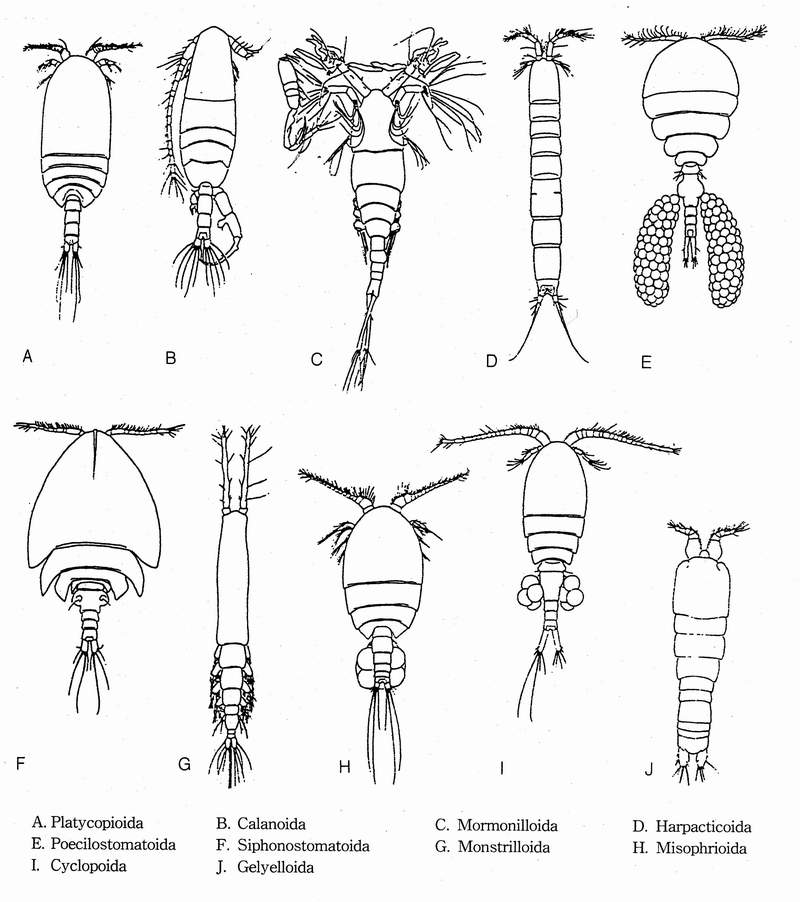 A
B
C
D
E
F
G
H
I
J
A. Platycopioida B. Calanoida C. Mormonilloida D. Harpacticoida
E. Poecilostomatoida F. Siphonostomatoida G. Monstrilloida H. Misophrioida
I. Cyclopoida J. Gelyelloida